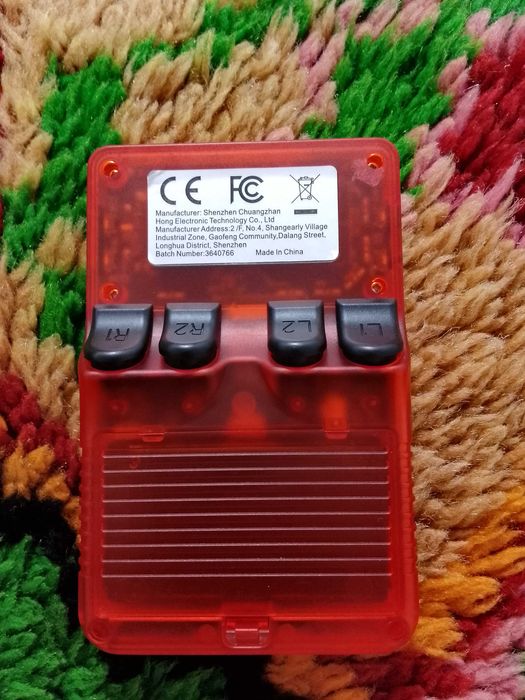 CE FC
Manufacturer: Shenzhen Chuangzhan
Hong Electronic Technology Co., Ltd
Manufacturer Address:2 /F, No.4, Shangearly Village
Industrial Zone, Gaofeng Community,Dalang Street,
Longhua District, Shenzhen
Batch Number:3640766 Made In China
R1 R2 L2 L1